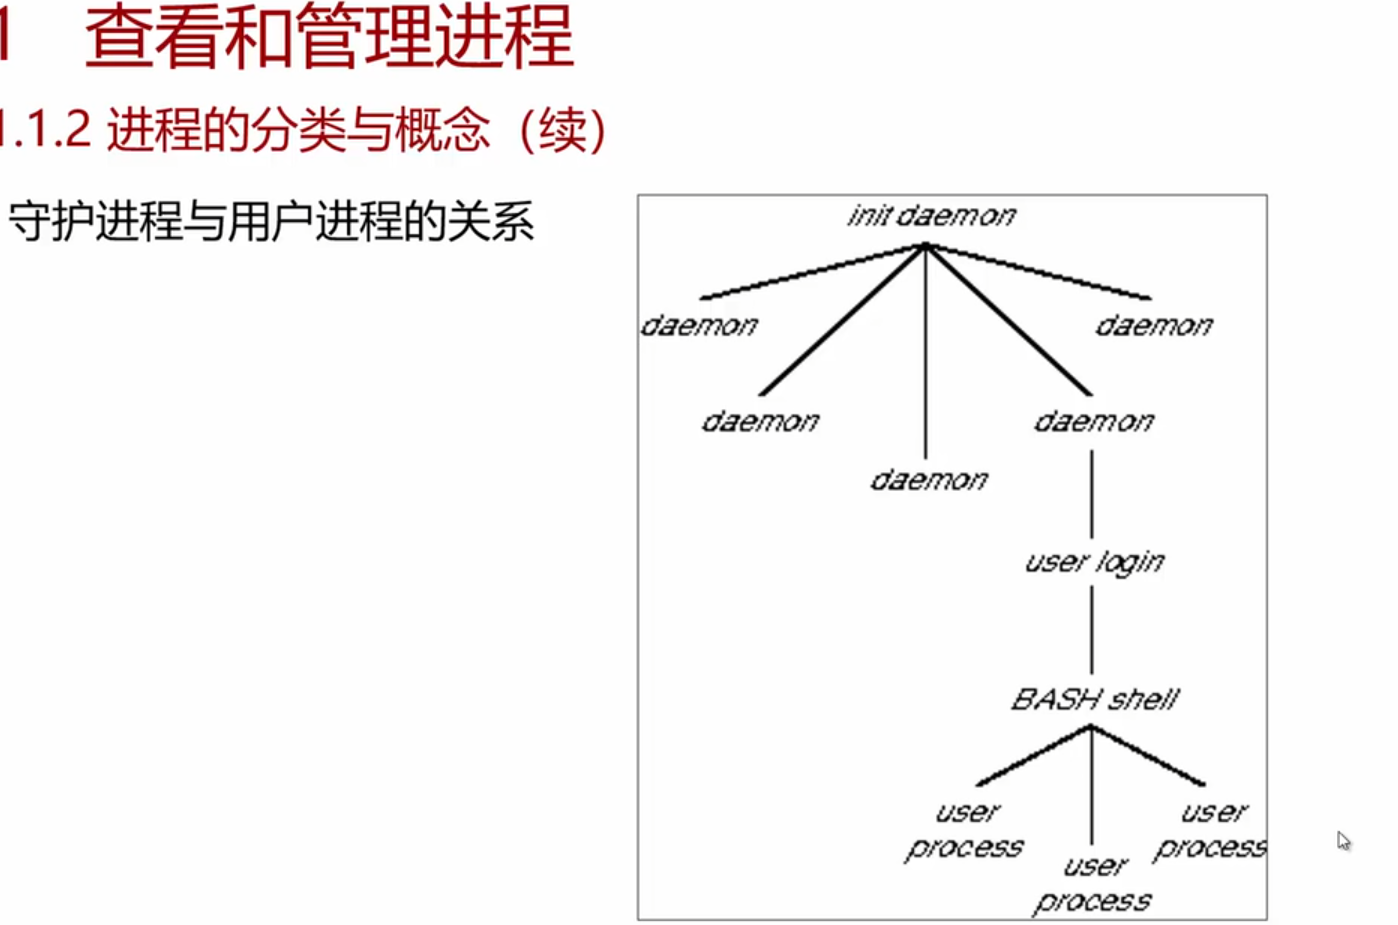 1 查看和管理进程
1.1.2 进程的分类与概念（续）
守护进程与用户进程的关系
init daemon
daemon
daemon
daemon
daemon
daemon
user login
BASH shell
user
process
user
process
user
process